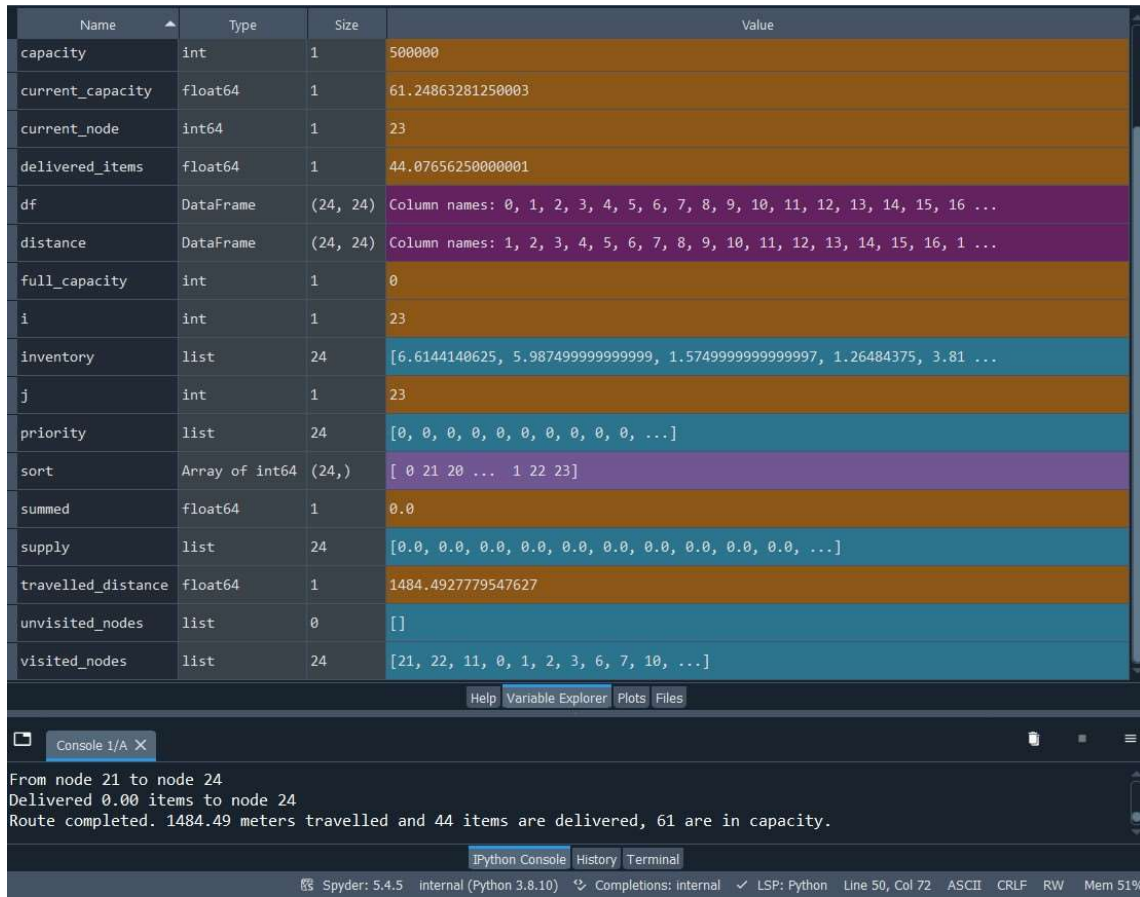 Name Type Size Value
capacity int 1 500000
current_capacity float64 1 61.24863281250003
current_node int64 1 23
delivered_items float64 1 44.07656250000001
df DataFrame (24, 24) Column names: 0, 1, 2, 3, 4, 5, 6, 7, 8, 9, 10, 11, 12, 13, 14, 15, 16 ...
distance DataFrame (24, 24) Column names: 1, 2, 3, 4, 5, 6, 7, 8, 9, 10, 11, 12, 13, 14, 15, 16, 1 ...
full_capacity int 1 0
i int 1 23
inventory list 24 [6.6144140625, 5.987499999999999, 1.5749999999999997, 1.26484375, 3.81 ...
j int 1 23
priority list 24 [0, 0, 0, 0, 0, 0, 0, 0, 0, 0, ...]
sort Array of int64 (24,) [ 0 21 20 ... 1 22 23]
summed float64 1 0.0
supply list 24 [0.0, 0.0, 0.0, 0.0, 0.0, 0.0, 0.0, 0.0, 0.0, 0.0, ...]
travelled_distance float64 1 1484.4927779547627
unvisited_nodes list 0 []
visited_nodes list 24 [21, 22, 11, 0, 1, 2, 3, 6, 7, 10, ...]
Help Variable Explorer Plots Files
Console 1/A
From node 21 to node 24
Delivered 0.00 items to node 24
Route completed. 1484.49 meters travelled and 44 items are delivered, 61 are in capacity.
IPython Console History Terminal
Spyder: 5.4.5 internal (Python 3.8.10) Completions: internal ✓ LSP: Python Line 50, Col 72 ASCII CRLF RW Mem 51%